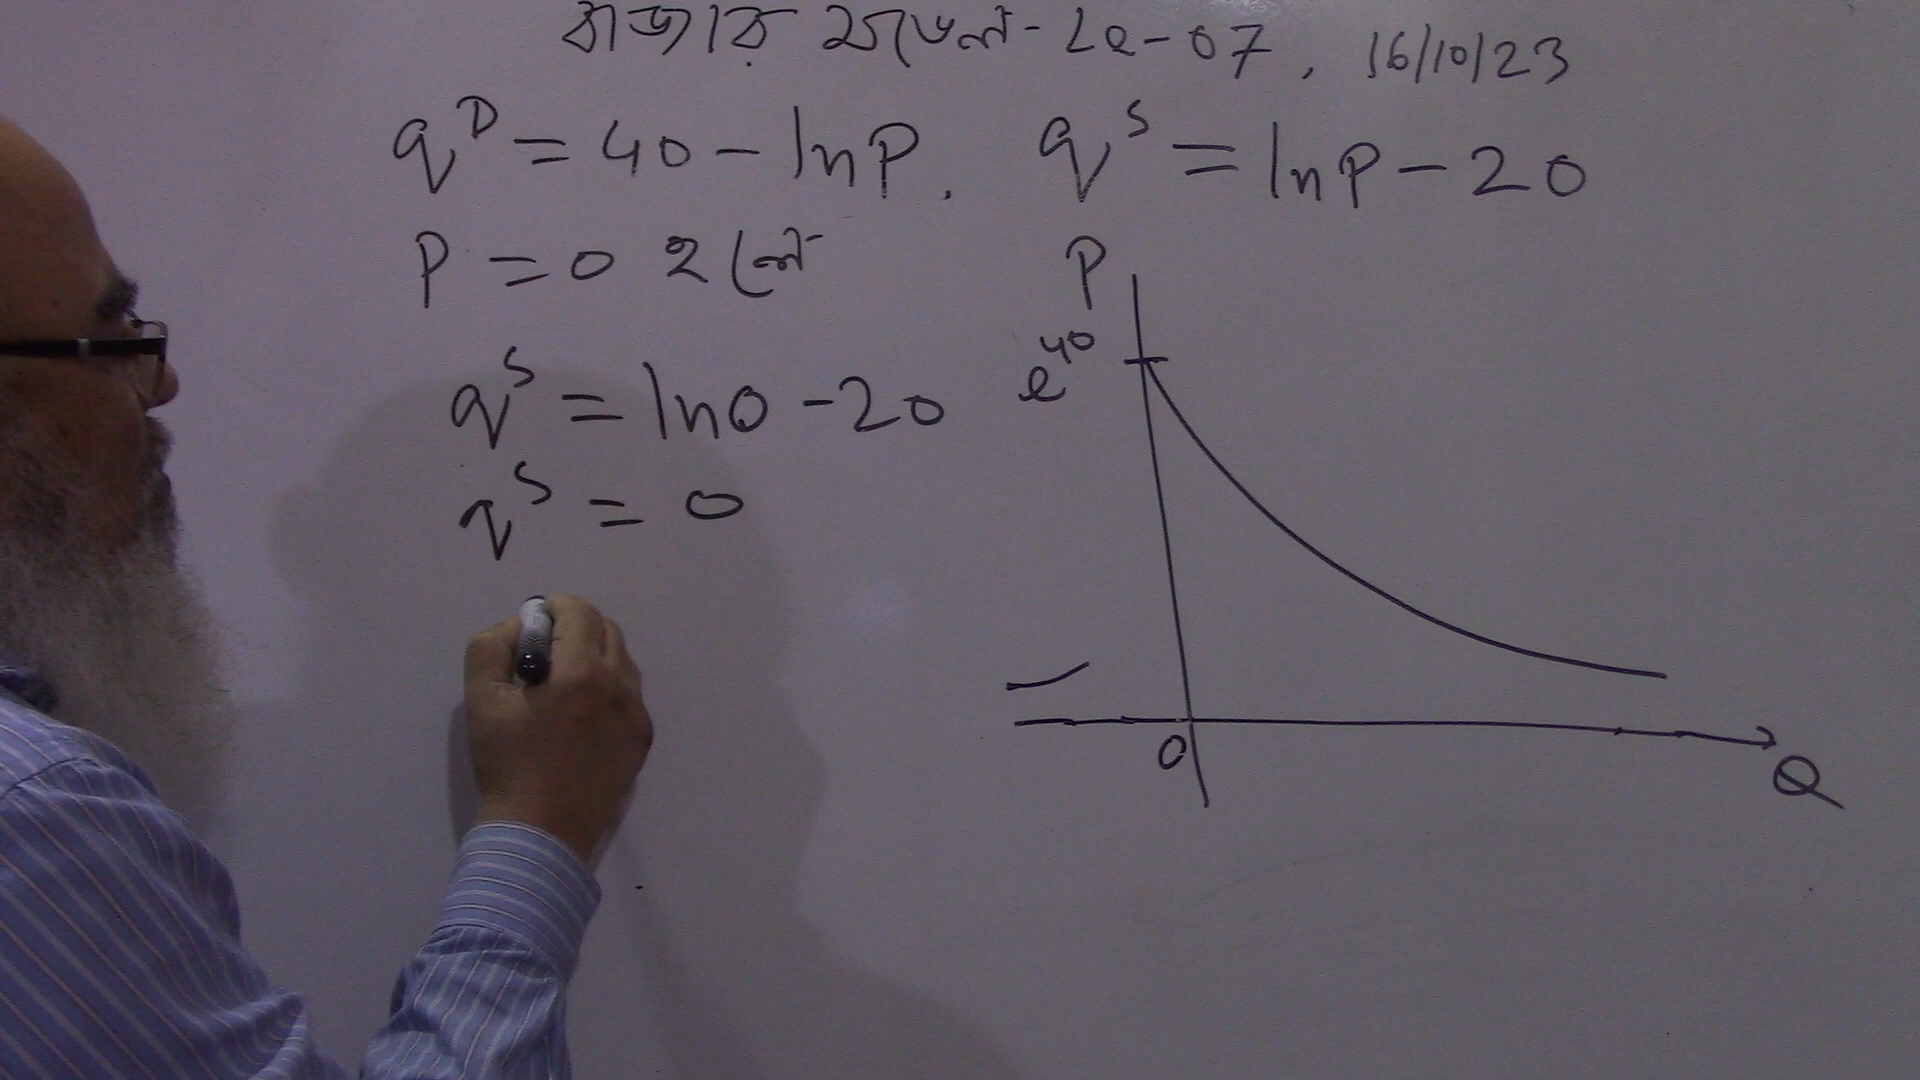 বাজার মডেল-Le-07, 16/10/23
q^D = 40 - lnP. q^S = lnP - 20
P = 0 হলে
q^S = ln0 - 20
q^S = 0
P
e^40
0
Q